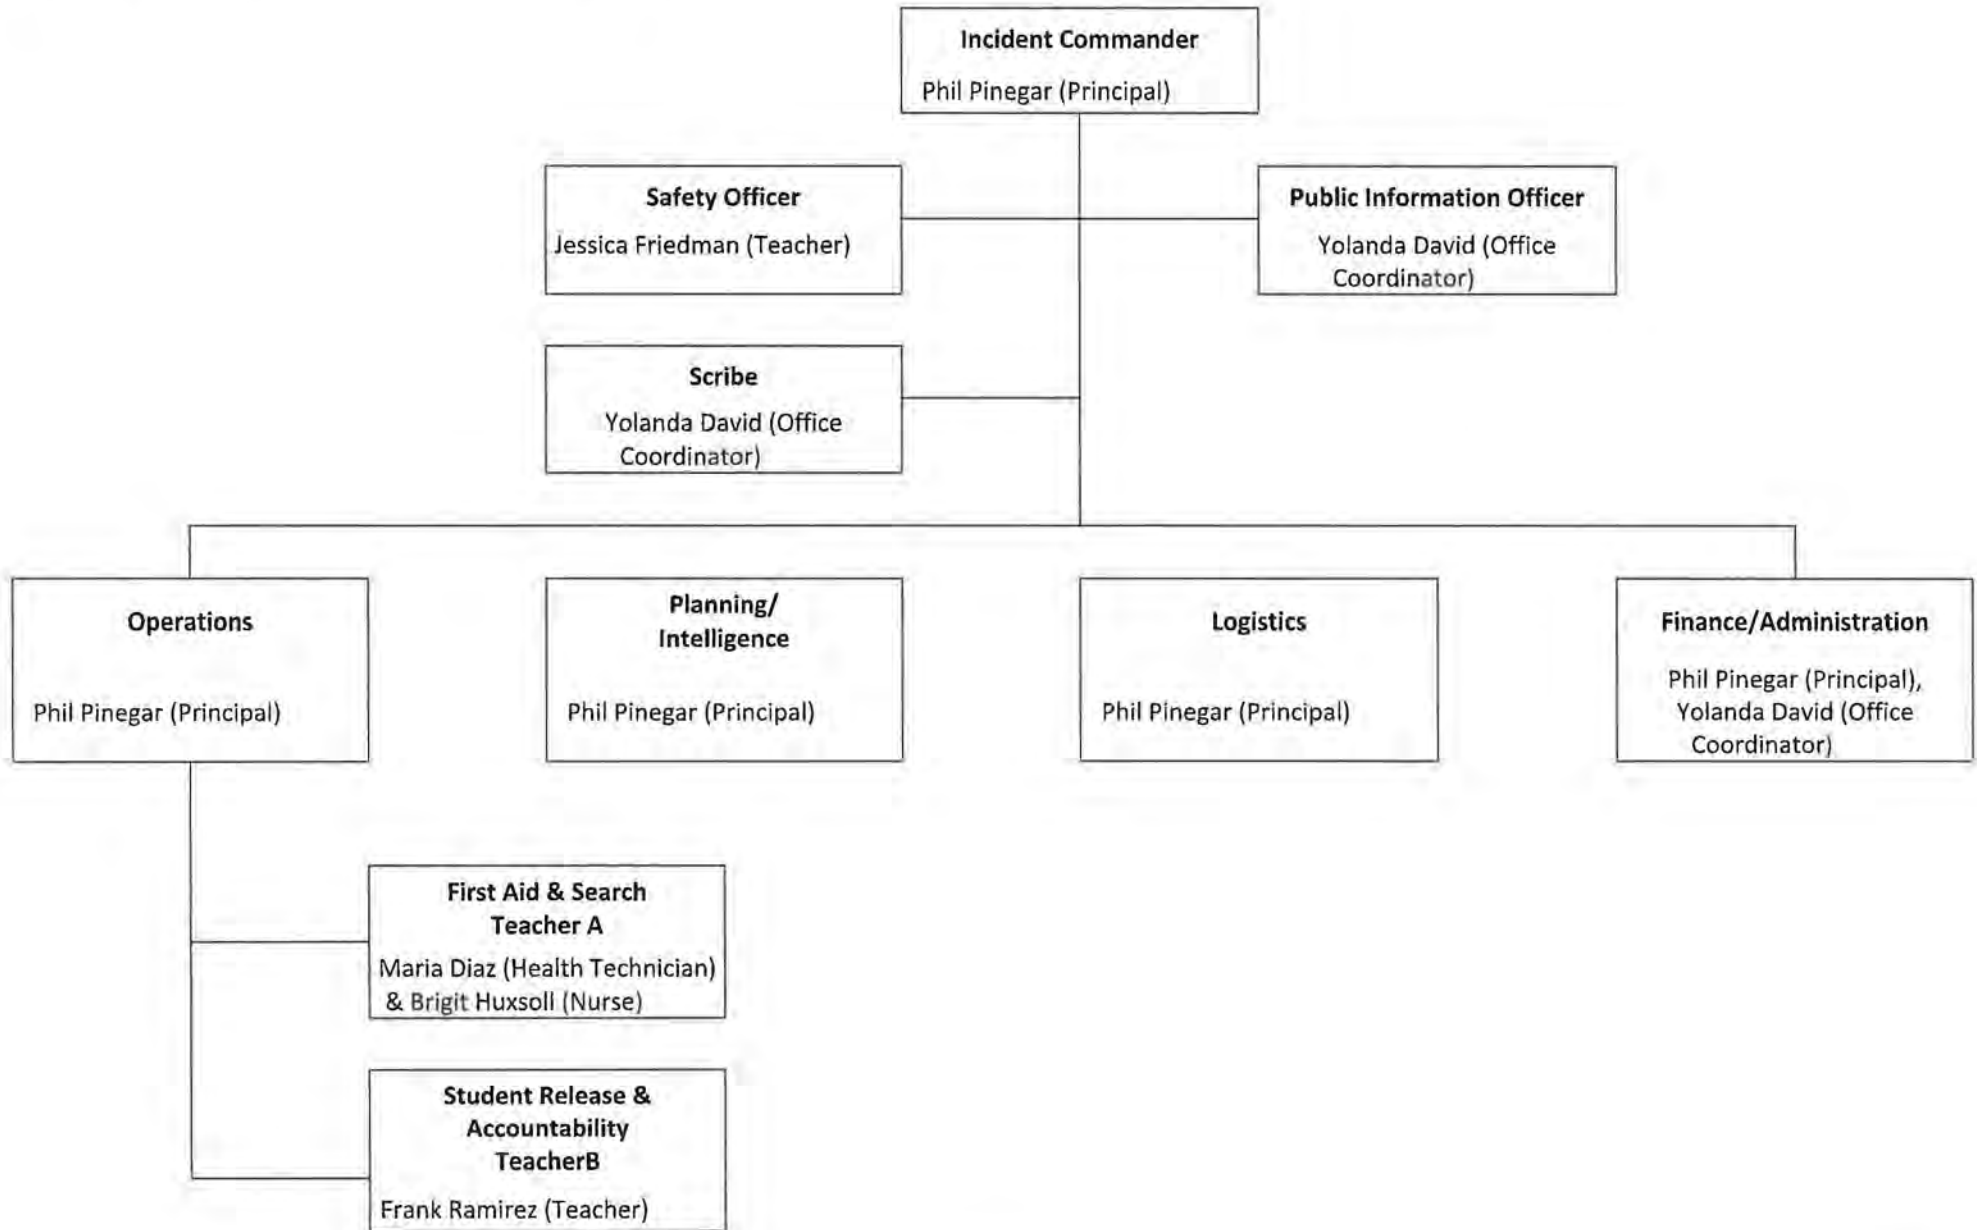 Incident Commander
Phil Pinegar (Principal)
Safety Officer
Jessica Friedman (Teacher)
Public Information Officer
Yolanda David (Office
Coordinator)
Scribe
Yolanda David (Office
Coordinator)
Operations
Phil Pinegar (Principal)
Planning/
Intelligence
Phil Pinegar (Principal)
Logistics
Phil Pinegar (Principal)
Finance/Administration
Phil Pinegar (Principal),
Yolanda David (Office
Coordinator)
First Aid & Search
Teacher A
Maria Diaz (Health Technician)
& Brigit Huxsoll (Nurse)
Student Release &
Accountability
TeacherB
Frank Ramirez (Teacher)